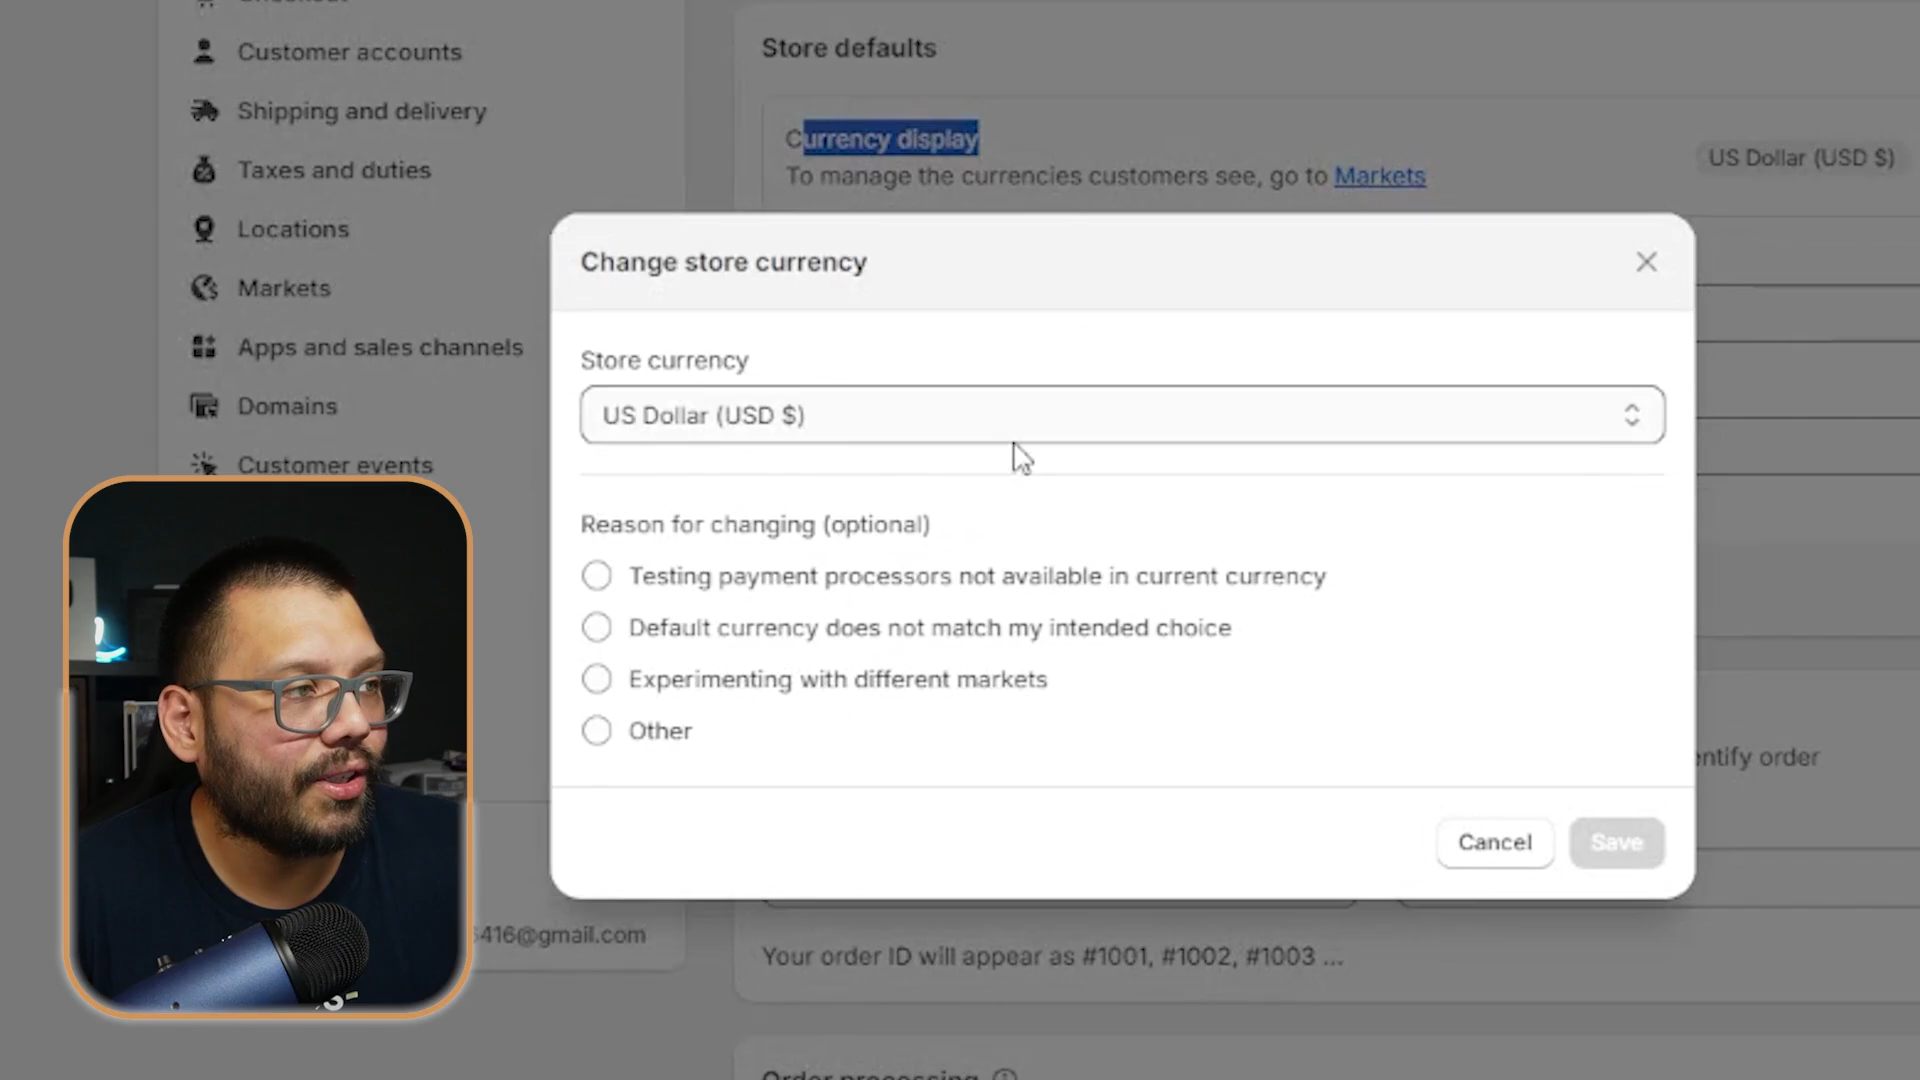 Customer accounts
Shipping and delivery
Taxes and duties
Locations
Markets
Apps and sales channels
Domains
Customer events
416@gmail.com
Store defaults
Currency display
US Dollar (USD $)
To manage the currencies customers see, go to Markets
Change store currency
Store currency
US Dollar (USD $)
Reason for changing (optional)
Testing payment processors not available in current currency
Default currency does not match my intended choice
Experimenting with different markets
Other
Cancel
Save
entify order
Your order ID will appear as #1001, #1002, #1003 ...
Order processing